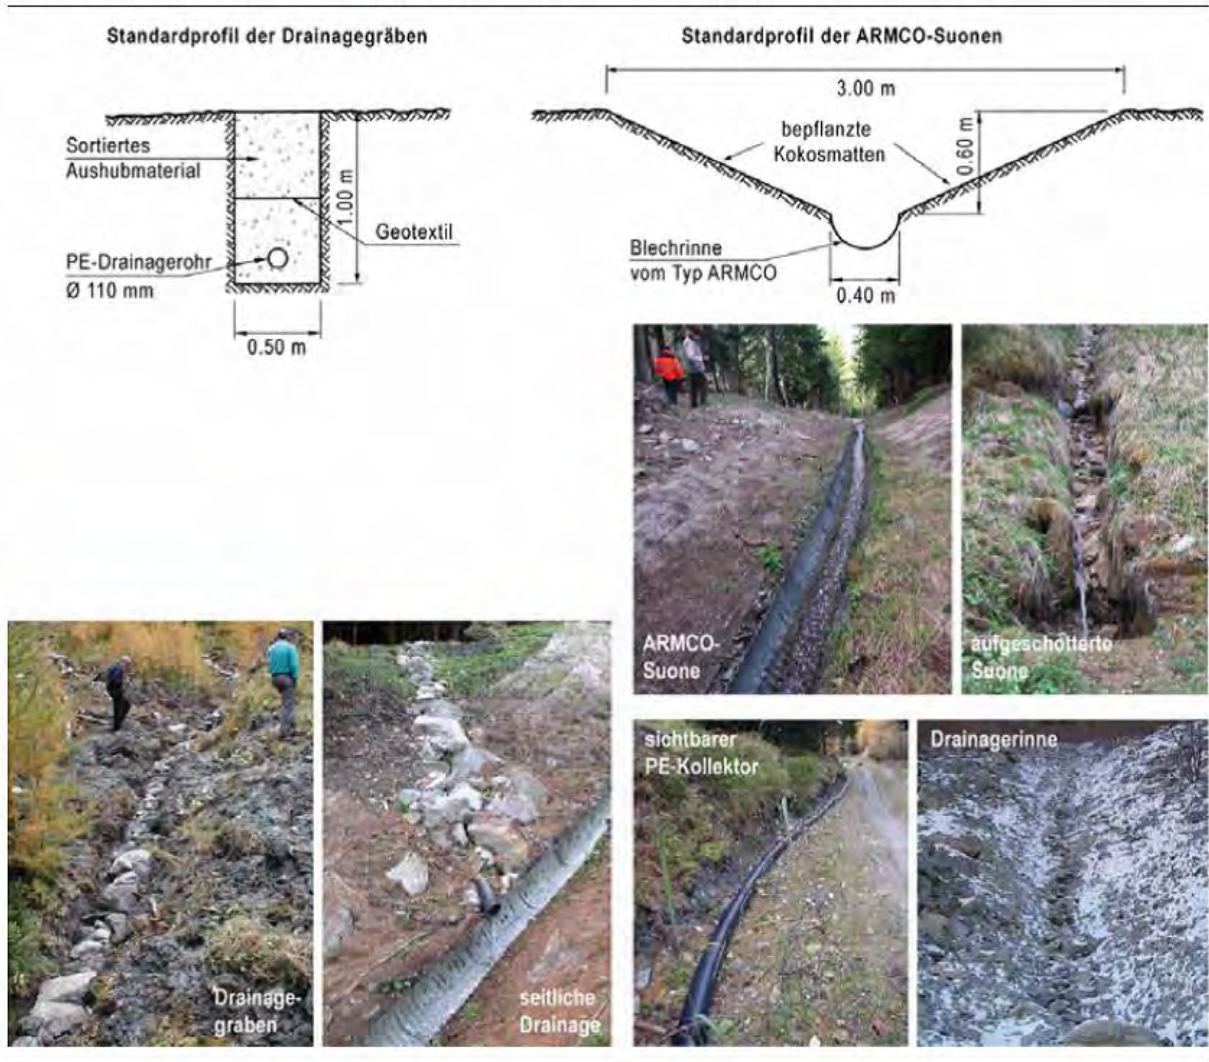 Standardprofil der Drainagegräben
Sortiertes
Aushubmaterial
1.00 m
Geotextil
PE-Drainagerohr
Ø 110 mm
0.50 m
Standardprofil der ARMCO-Suonen
3.00 m
bepflanzte
Kokosmatten
0.60 m
Blechrinne
vom Typ ARMCO
0.40 m
ARMCO-
Suone
aufgeschötterte
Suone
Drainage-
graben
seitliche
Drainage
sichtbarer
PE-Kollektor
Drainagerinne